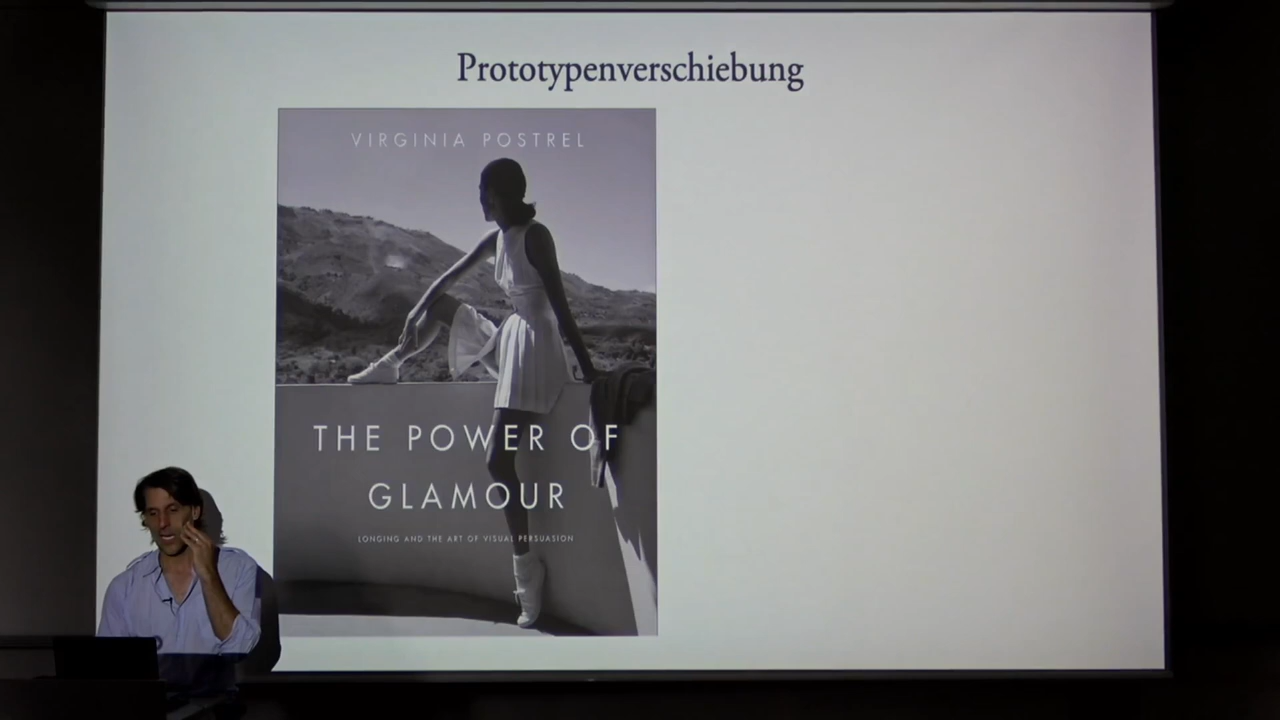 Prototypenverschiebung
VIRGINIA POSTREL
THE POWER OF
GLAMOUR
LONGING AND THE ART OF VISUAL PERSUASION